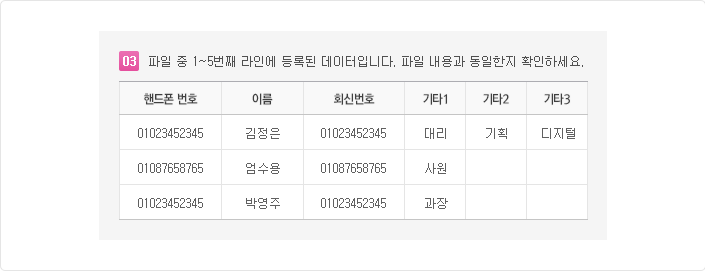 03 파일 중 1~5번째 라인에 등록된 데이터입니다. 파일 내용과 동일한지 확인하세요.
핸드폰 번호 이름 회신번호 기타1 기타2 기타3
01023452345 김정은 01023452345 대리 기획 디지털
01087658765 엄수용 01087658765 사원
01023452345 박영주 01023452345 과장